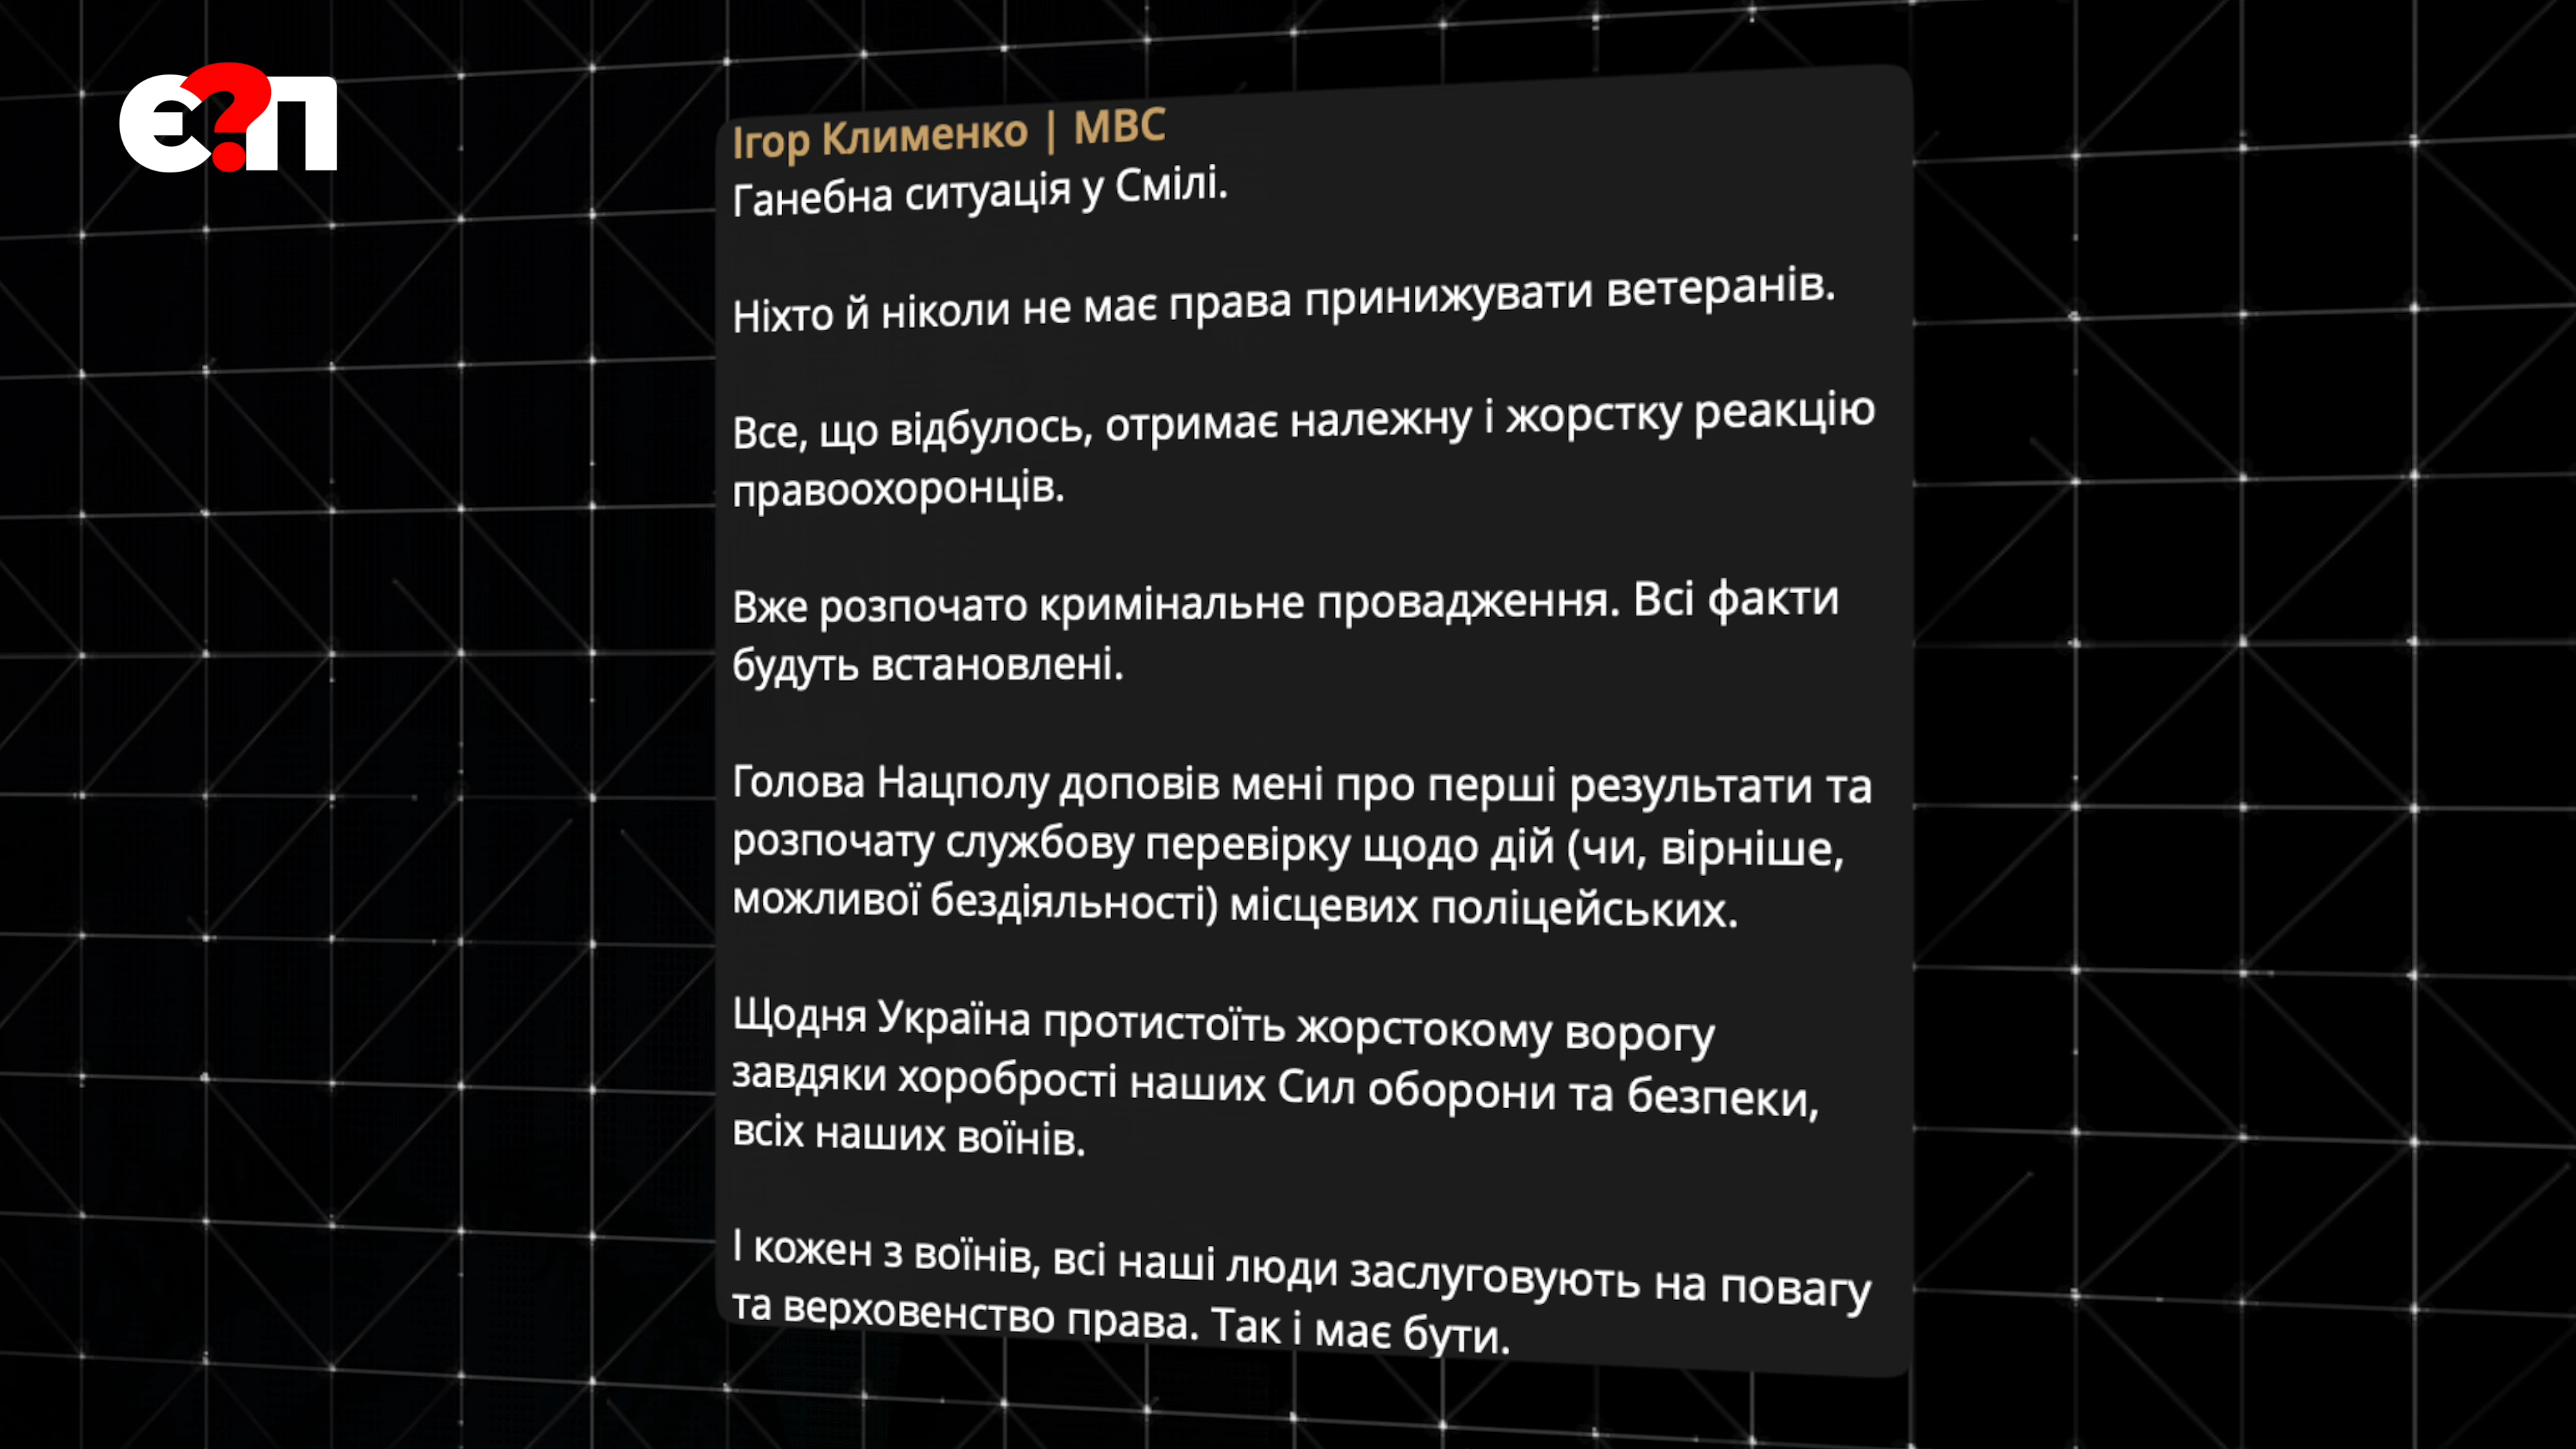 Є?П
Ігор Клименко | МВС
Ганебна ситуація у Смілі.
Ніхто й ніколи не має права принижувати ветеранів.
Все, що відбулось, отримає належну і жорстку реакцію
правоохоронців.
Вже розпочато кримінальне провадження. Всі факти
будуть встановлені.
Голова Нацполу доповів мені про перші результати та
розпочату службову перевірку щодо дій (чи, вірніше,
можливої бездіяльності) місцевих поліцейських.
Щодня Україна протистоїть жорстокому ворогу
завдяки хоробрості наших Сил оборони та безпеки,
всіх наших воїнів.
І кожен з воїнів, всі наші люди заслуговують на повагу
та верховенство права. Так і має бути.